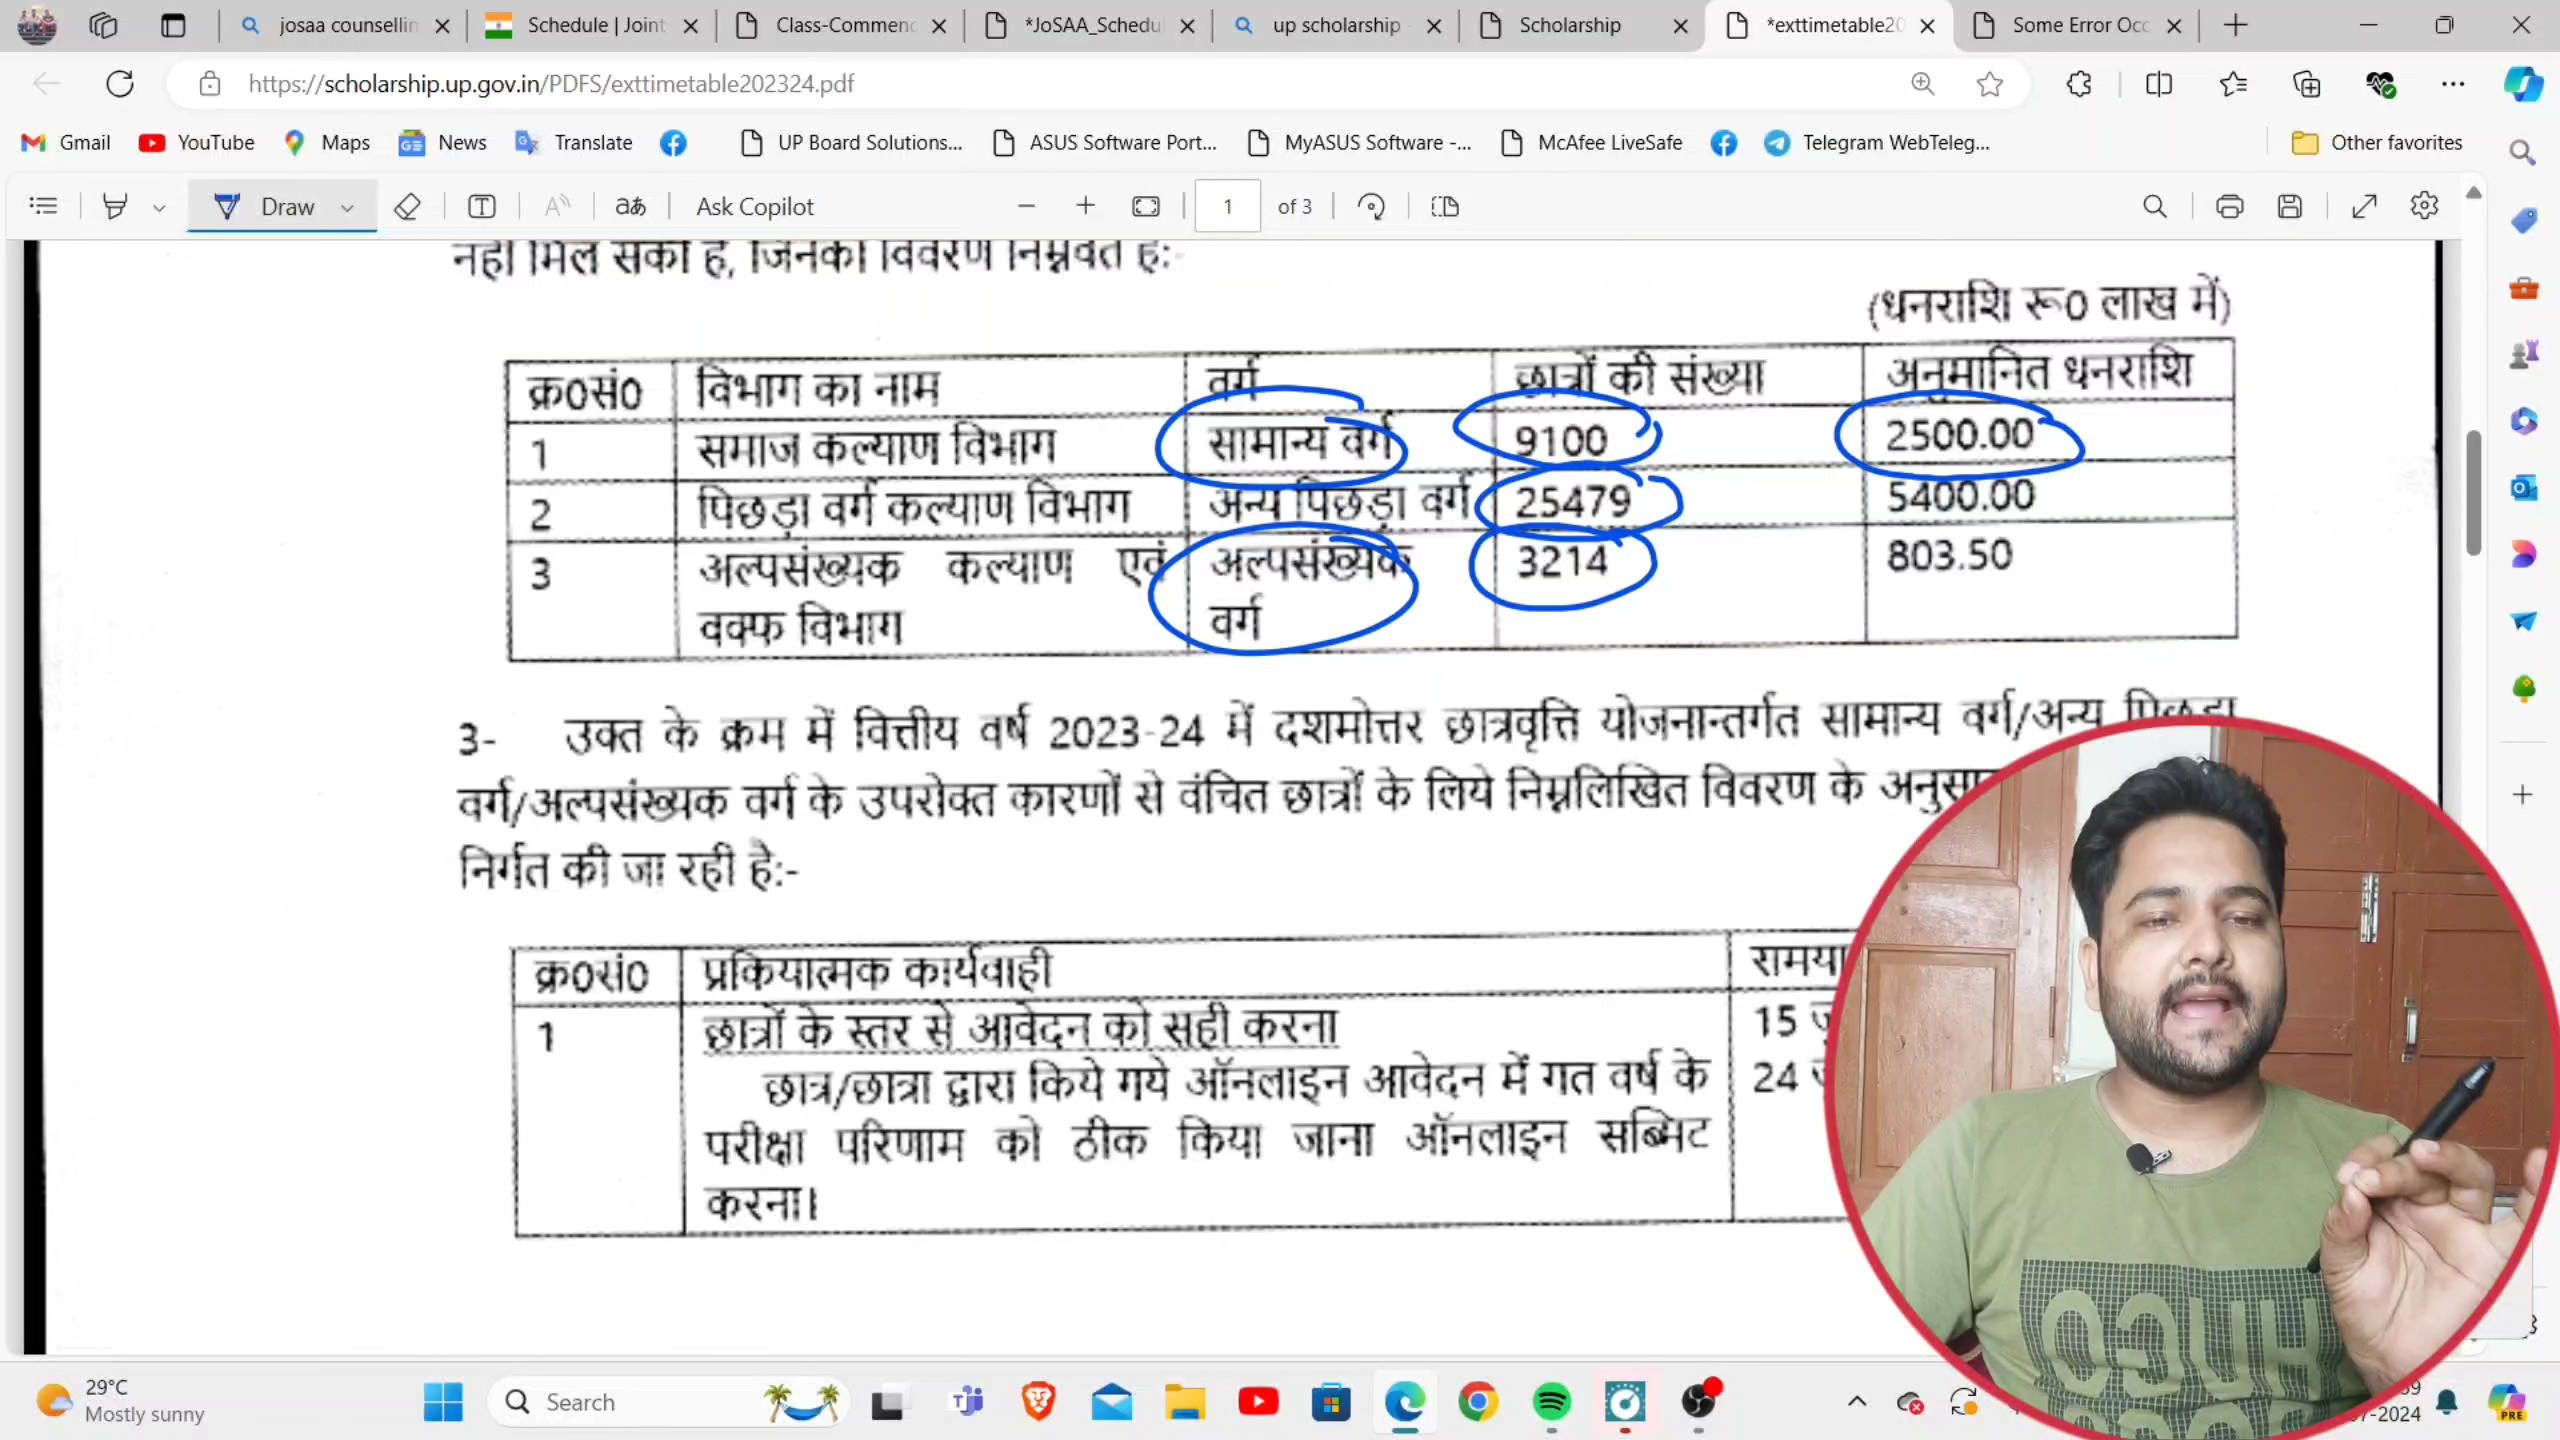 josaa counsellin
Schedule | Joint
Class-Commenc
*JoSAA_Schedul
up scholarship
Scholarship
*exttimetable20
Some Error Occ
https://scholarship.up.gov.in/PDFS/exttimetable202324.pdf
Gmail
YouTube
Maps
News
Translate
UP Board Solutions...
ASUS Software Port...
MyASUS Software -...
McAfee LiveSafe
Telegram WebTeleg...
Other favorites
Draw
Ask Copilot
1 of 3
नहीं मिल सकी है, जिनका विवरण निम्नवत है:-
(धनराशि रू0 लाख में)
क्र0सं0 विभाग का नाम वर्ग छात्रों की संख्या अनुमानित धनराशि
1 समाज कल्याण विभाग सामान्य वर्ग 9100 2500.00
2 पिछड़ा वर्ग कल्याण विभाग अन्य पिछड़ा वर्ग 25479 5400.00
3 अल्पसंख्यक कल्याण एवं अल्पसंख्यक 3214 803.50
वक्फ विभाग वर्ग
3- उक्त के क्रम में वित्तीय वर्ष 2023-24 में दशमोत्तर छात्रवृत्ति योजनान्तर्गत सामान्य वर्ग/अन्य पिछड़ा
वर्ग/अल्पसंख्यक वर्ग के उपरोक्त कारणों से वंचित छात्रों के लिये निम्नलिखित विवरण के
निर्गत की जा रही है:-
क्र0सं0 प्रकियात्मक कार्यवाही
1 छात्रों के स्तर से आवेदन को सही करना 15
छात्र/छात्रा द्वारा किये गये ऑनलाइन आवेदन में गत वर्ष के 24
परीक्षा परिणाम को ठीक किया जाना ऑनलाइन सब्मिट
करना।
29°C
Mostly sunny
Search
-2024
PRE